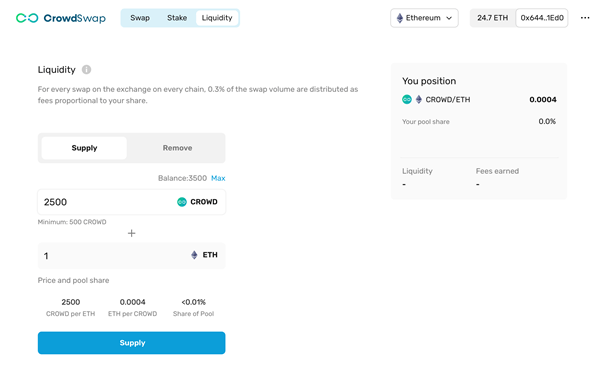 CrowdSwap
Swap Stake Liquidity
Ethereum
24.7 ETH 0x644..1Ed0
Liquidity i
For every swap on the exchange on every chain, 0.3% of the swap volume are distributed as
fees proportional to your share.
Supply Remove
Balance:3500 Max
2500 CROWD
Minimum: 500 CROWD
+
1 ETH
Price and pool share
2500 0.0004 <0.01%
CROWD per ETH ETH per CROWD Share of Pool
Supply
You position
CROWD/ETH 0.0004
Your pool share 0.0%
Liquidity Fees earned
- -